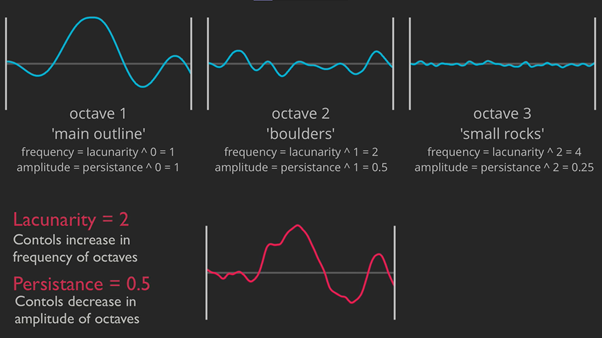 octave 1
'main outline'
frequency = lacunarity ^ 0 = 1
amplitude = persistance ^ 0 = 1
octave 2
'boulders'
frequency = lacunarity ^ 1 = 2
amplitude = persistance ^ 1 = 0.5
octave 3
'small rocks'
frequency = lacunarity ^ 2 = 4
amplitude = persistance ^ 2 = 0.25
Lacunarity = 2
Contols increase in
frequency of octaves
Persistance = 0.5
Contols decrease in
amplitude of octaves